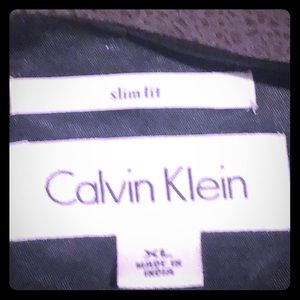 slim fit
Calvin Klein
XL
MADE IN
INDIA